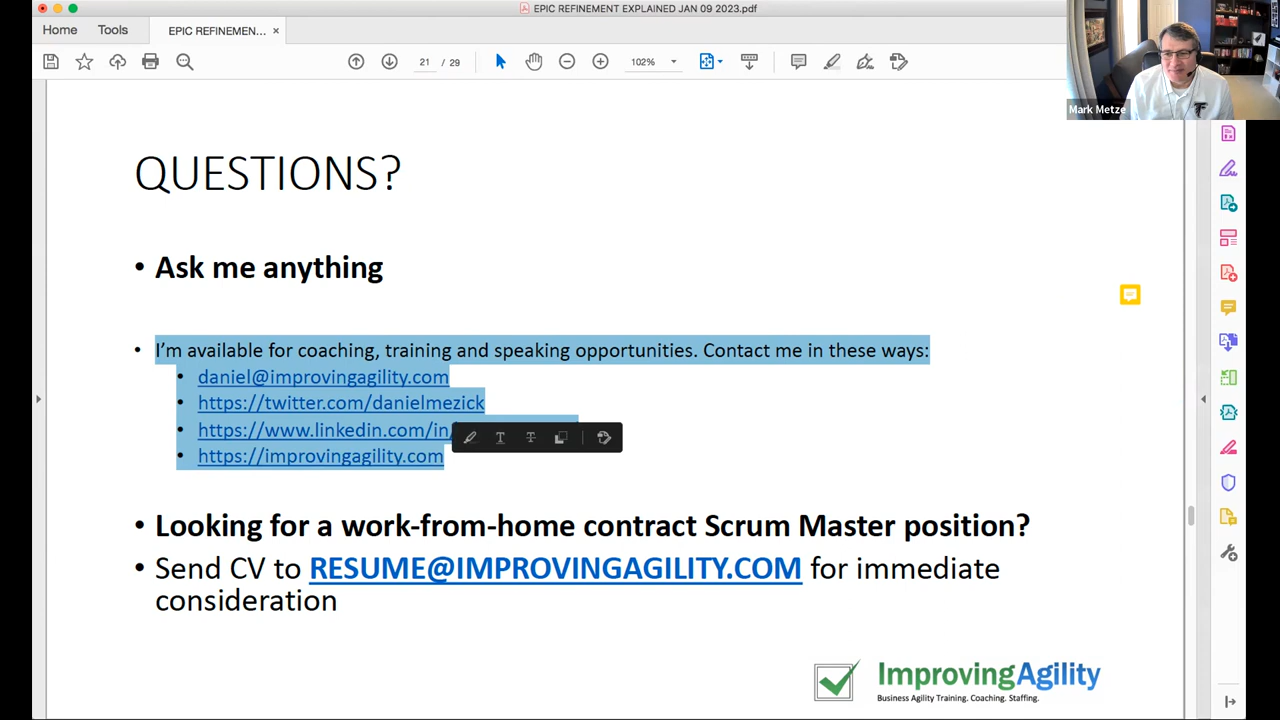 EPIC REFINEMENT EXPLAINED JAN 09 2023.pdf
Home Tools EPIC REFINEMEN... ×
21 / 29 102%
Mark Metze
QUESTIONS?
• Ask me anything
• I’m available for coaching, training and speaking opportunities. Contact me in these ways:
• daniel@improvingagility.com
• https://twitter.com/danielmezick
• https://www.linkedin.com/in/
• https://improvingagility.com
• Looking for a work-from-home contract Scrum Master position?
• Send CV to RESUME@IMPROVINGAGILITY.COM for immediate
consideration
ImprovingAgility
Business Agility Training. Coaching. Staffing.